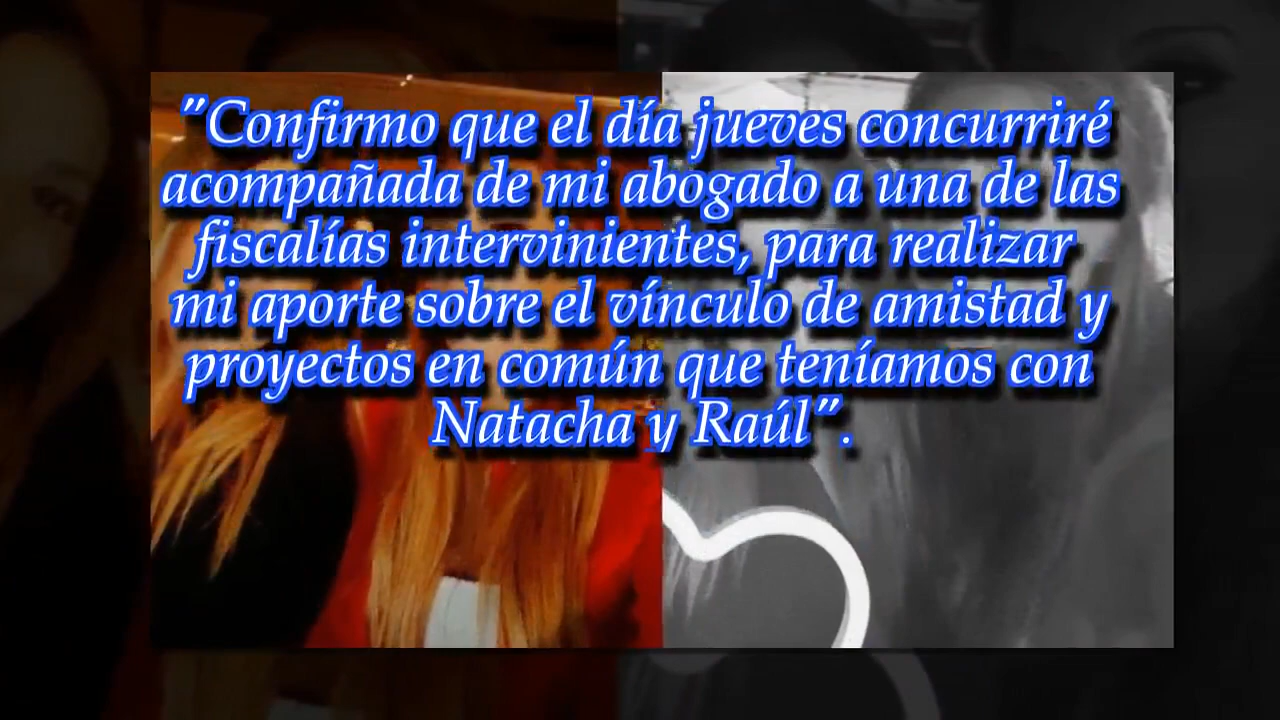 "Confirmo que el día jueves concurriré
acompañada de mi abogado a una de las
fiscalías intervinientes, para realizar
mi aporte sobre el vínculo de amistad y
proyectos en común que teníamos con
Natacha y Raúl".